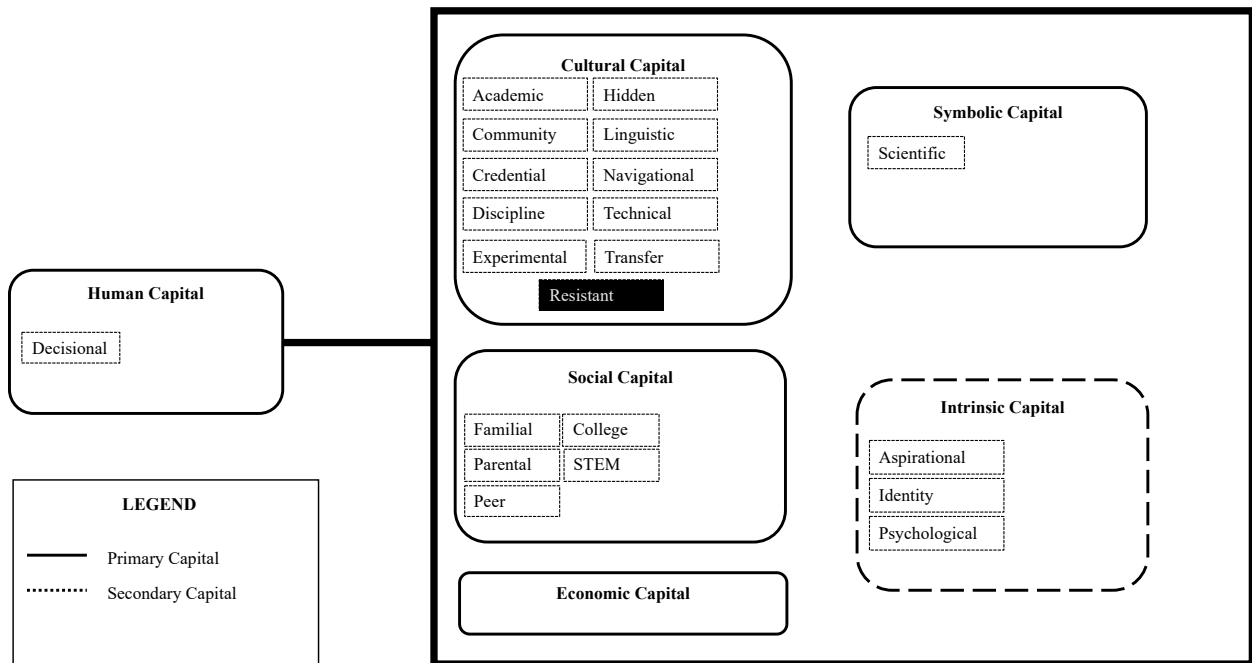 Cultural Capital
Academic Hidden
Community Linguistic
Credential Navigational
Discipline Technical
Experimental Transfer
Resistant
Symbolic Capital
Scientific
Human Capital
Decisional
Social Capital
Familial College
Parental STEM
Peer
Intrinsic Capital
Aspirational
Identity
Psychological
Economic Capital
LEGEND
Primary Capital
Secondary Capital